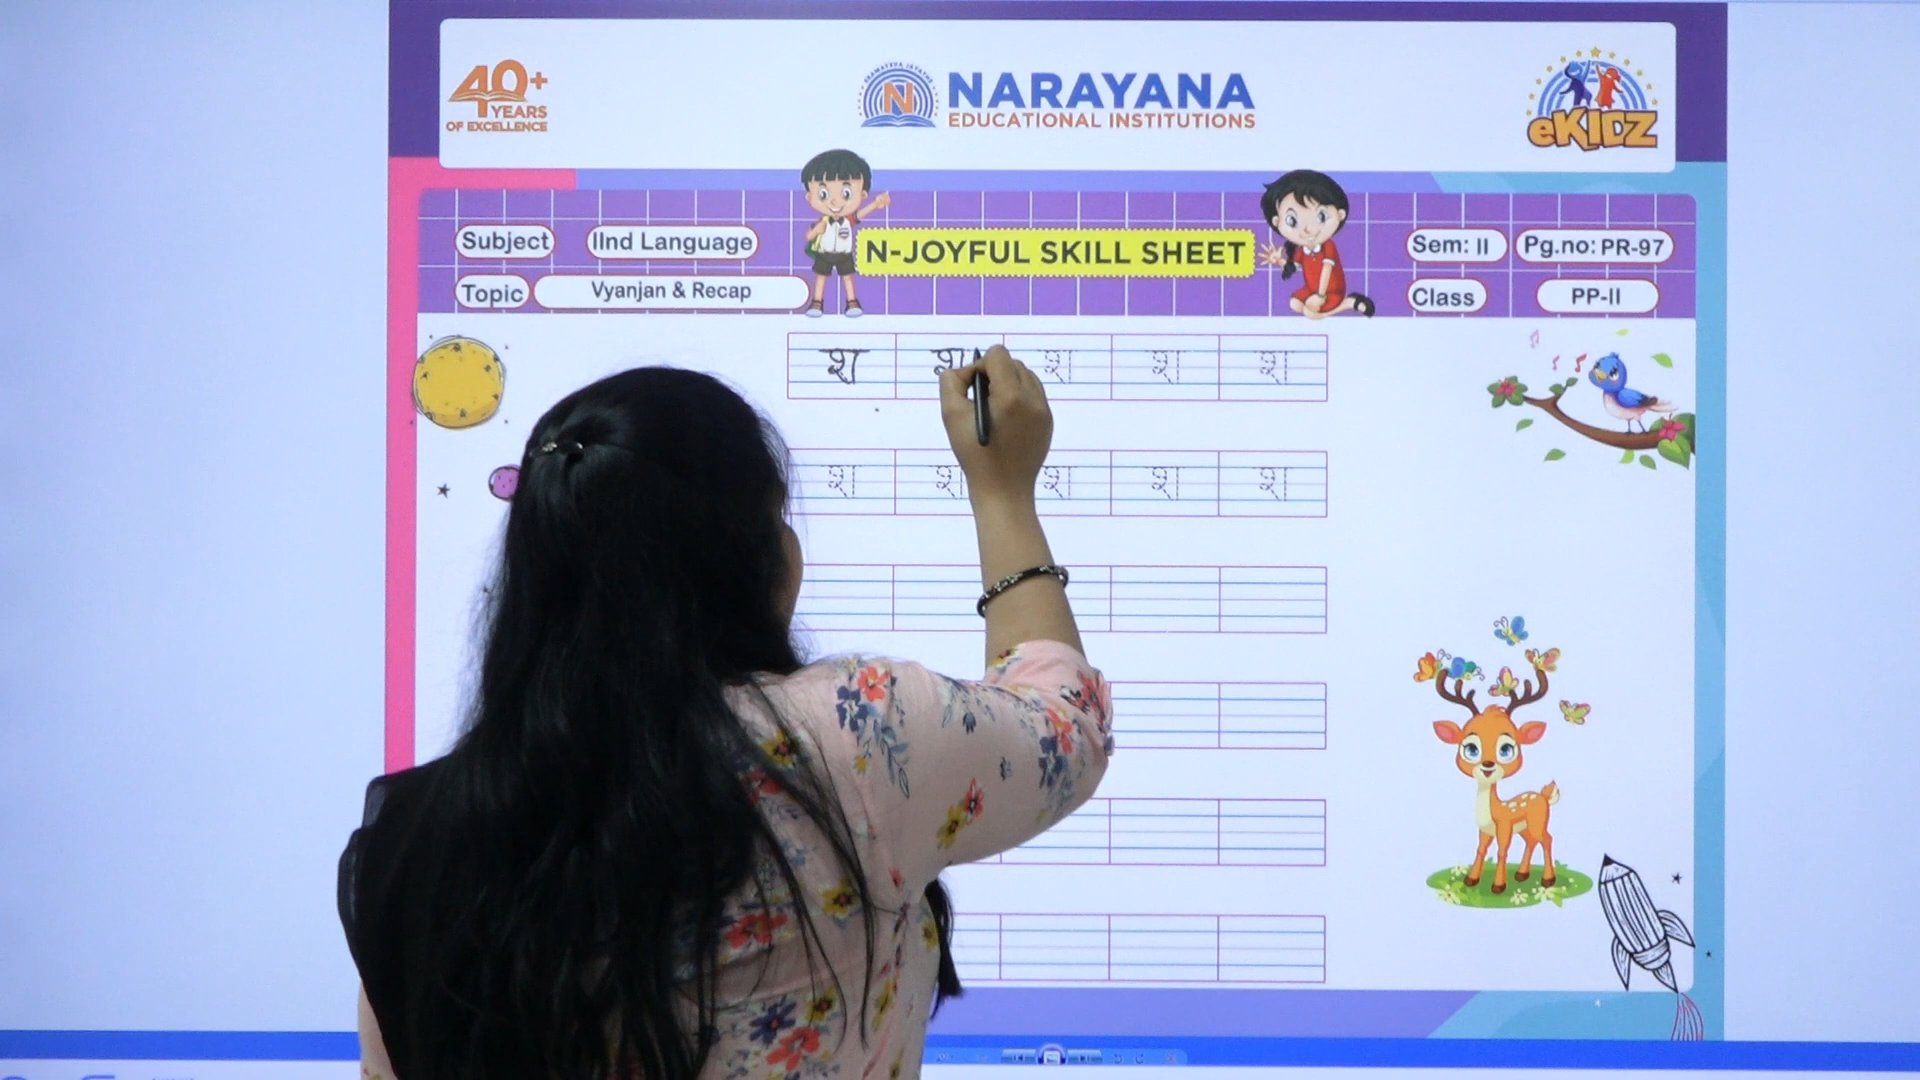 40+
YEARS
OF EXCELLENCE
N
NARAYANA
EDUCATIONAL INSTITUTIONS
eKIDZ
Subject IInd Language
N-JOYFUL SKILL SHEET
Sem: II Pg.no: PR-97
Topic Vyanjan & Recap
Class PP-II
श श श श श
श श श श श